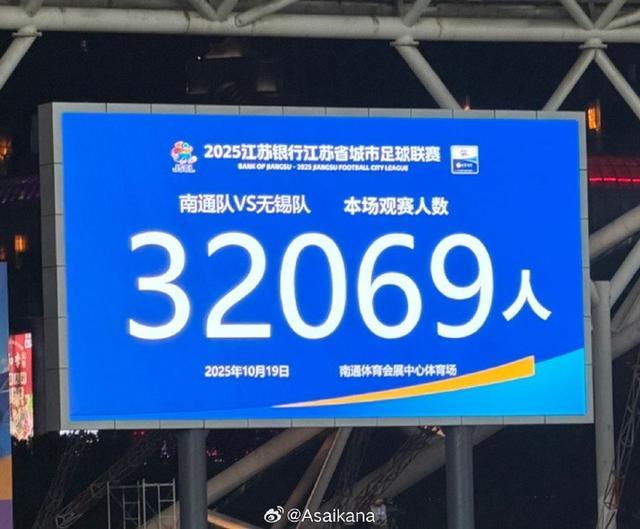 2025江苏银行江苏省城市足球联赛
BANK OF JIANGSU - 2025 JIANGSU FOOTBALL CITY LEAGUE
JSCL
南通队VS无锡队 本场观赛人数
32069人
2025年10月19日 南通体育会展中心体育场
@Asaikana